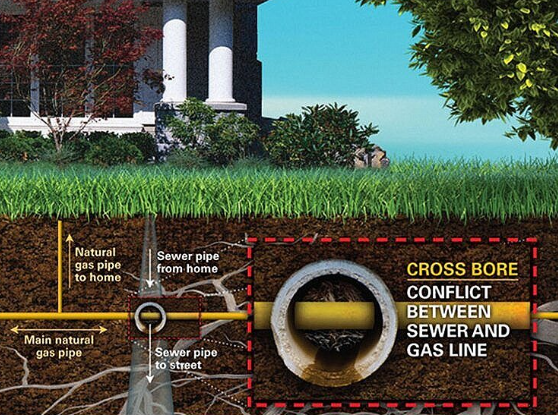 Natural
gas pipe
to home
Sewer pipe
from home
Main natural
gas pipe
Sewer pipe
to street
CROSS BORE
CONFLICT
BETWEEN
SEWER AND
GAS LINE